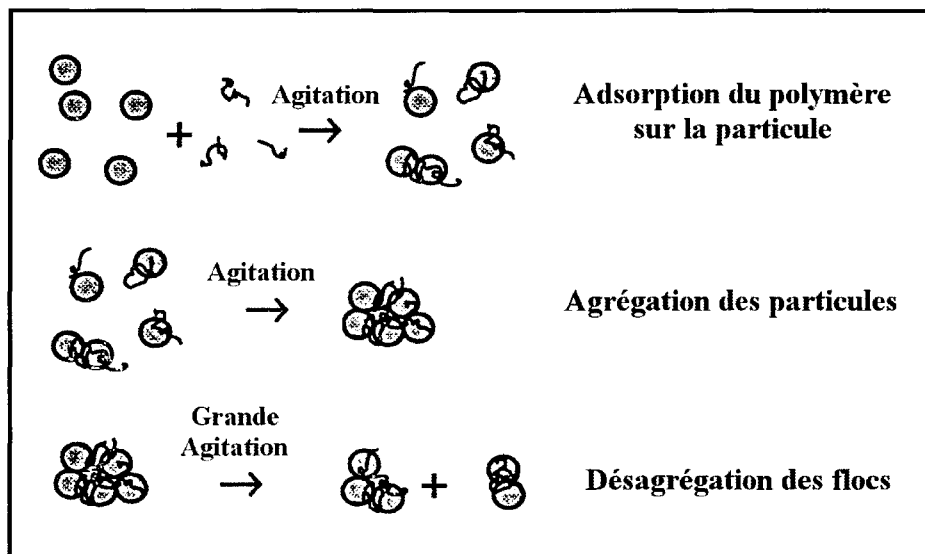 Agitation
Adsorption du polymère
sur la particule
Agitation
Agrégation des particules
Grande
Agitation
Désagrégation des flocs